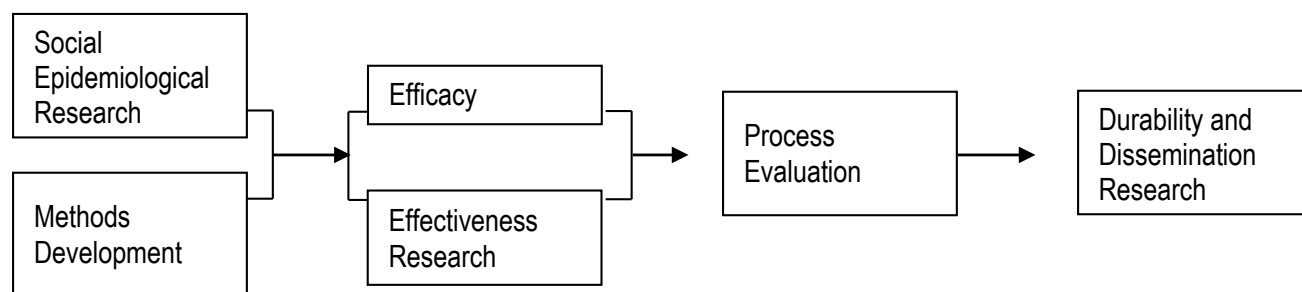 Social
Epidemiological
Research
Methods
Development
Efficacy
Effectiveness
Research
Process
Evaluation
Durability and
Dissemination
Research